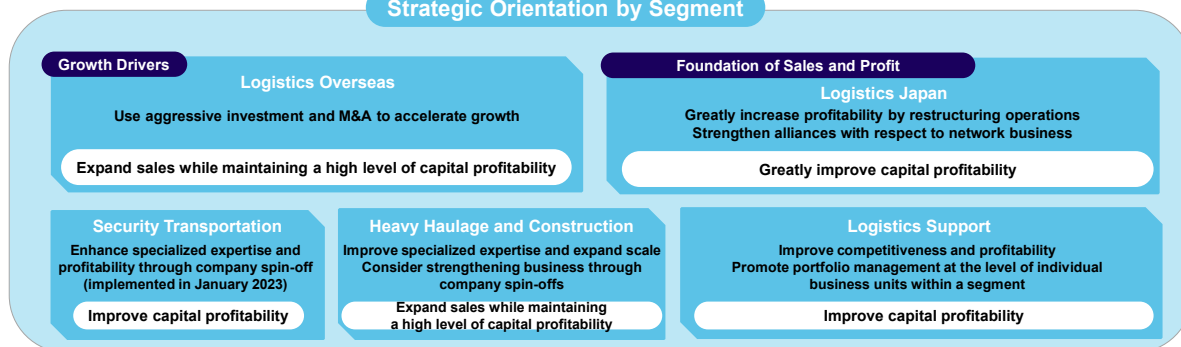 Strategic Orientation by Segment
Growth Drivers
Logistics Overseas
Use aggressive investment and M&A to accelerate growth
Expand sales while maintaining a high level of capital profitability
Foundation of Sales and Profit
Logistics Japan
Greatly increase profitability by restructuring operations
Strengthen alliances with respect to network business
Greatly improve capital profitability
Security Transportation
Enhance specialized expertise and
profitability through company spin-off
(implemented in January 2023)
Improve capital profitability
Heavy Haulage and Construction
Improve specialized expertise and expand scale
Consider strengthening business through
company spin-offs
Expand sales while maintaining
a high level of capital profitability
Logistics Support
Improve competitiveness and profitability
Promote portfolio management at the level of individual
business units within a segment
Improve capital profitability